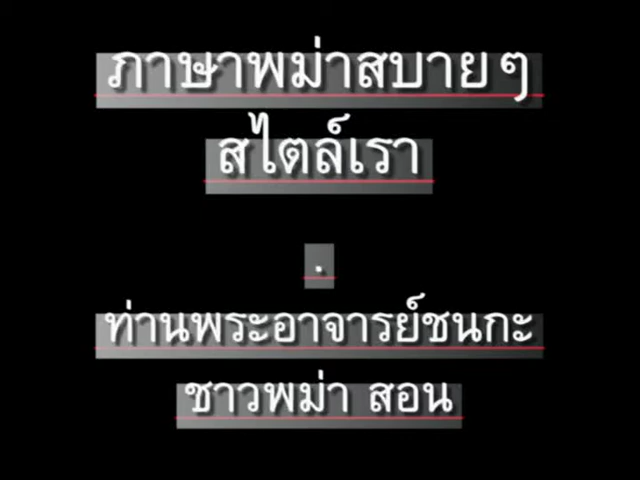 ภาษาพม่าสบายๆ
สไตล์เรา
.
ท่านพระอาจารย์ชนกะ
ชาวพม่า สอน